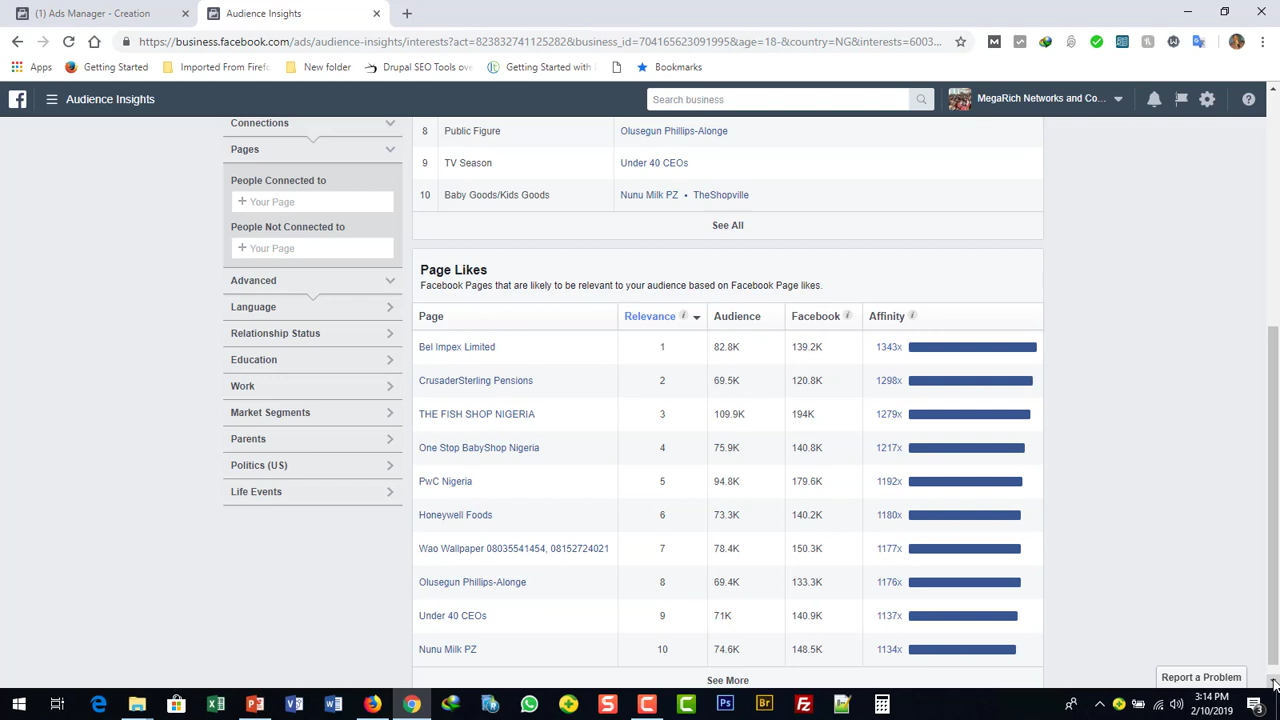 (1) Ads Manager - Creation
Audience Insights
https://business.facebook.com/ads/audience-insights/interests?act=823832741125282&business_id=704165623091995&age=18-&country=NG&interests=6003...
Apps
Getting Started
Imported From Firef
New folder
Drupal SEO Tools ove
Getting Started with
Bookmarks
Audience Insights
Search business
MegaRich Networks and Co...
Connections
Pages
People Connected to
+ Your Page
People Not Connected to
+ Your Page
Advanced
Language
Relationship Status
Education
Work
Market Segments
Parents
Politics (US)
Life Events
8 Public Figure Olusegun Phillips-Alonge
9 TV Season Under 40 CEOs
10 Baby Goods/Kids Goods Nunu Milk PZ • TheShopville
See All
Page Likes
Facebook Pages that are likely to be relevant to your audience based on Facebook Page likes.
Page Relevance Audience Facebook Affinity
Bel Impex Limited 1 82.8K 139.2K 1343x
CrusaderSterling Pensions 2 69.5K 120.8K 1298x
THE FISH SHOP NIGERIA 3 109.9K 194K 1279x
One Stop BabyShop Nigeria 4 75.9K 140.8K 1217x
PwC Nigeria 5 94.8K 179.6K 1192x
Honeywell Foods 6 73.3K 140.2K 1180x
Wao Wallpaper 08035541454, 08152724021 7 78.4K 150.3K 1177x
Olusegun Phillips-Alonge 8 69.4K 133.3K 1176x
Under 40 CEOs 9 71K 140.9K 1137x
Nunu Milk PZ 10 74.6K 148.5K 1134x
See More
Report a Problem
3:14 PM
2/10/2019